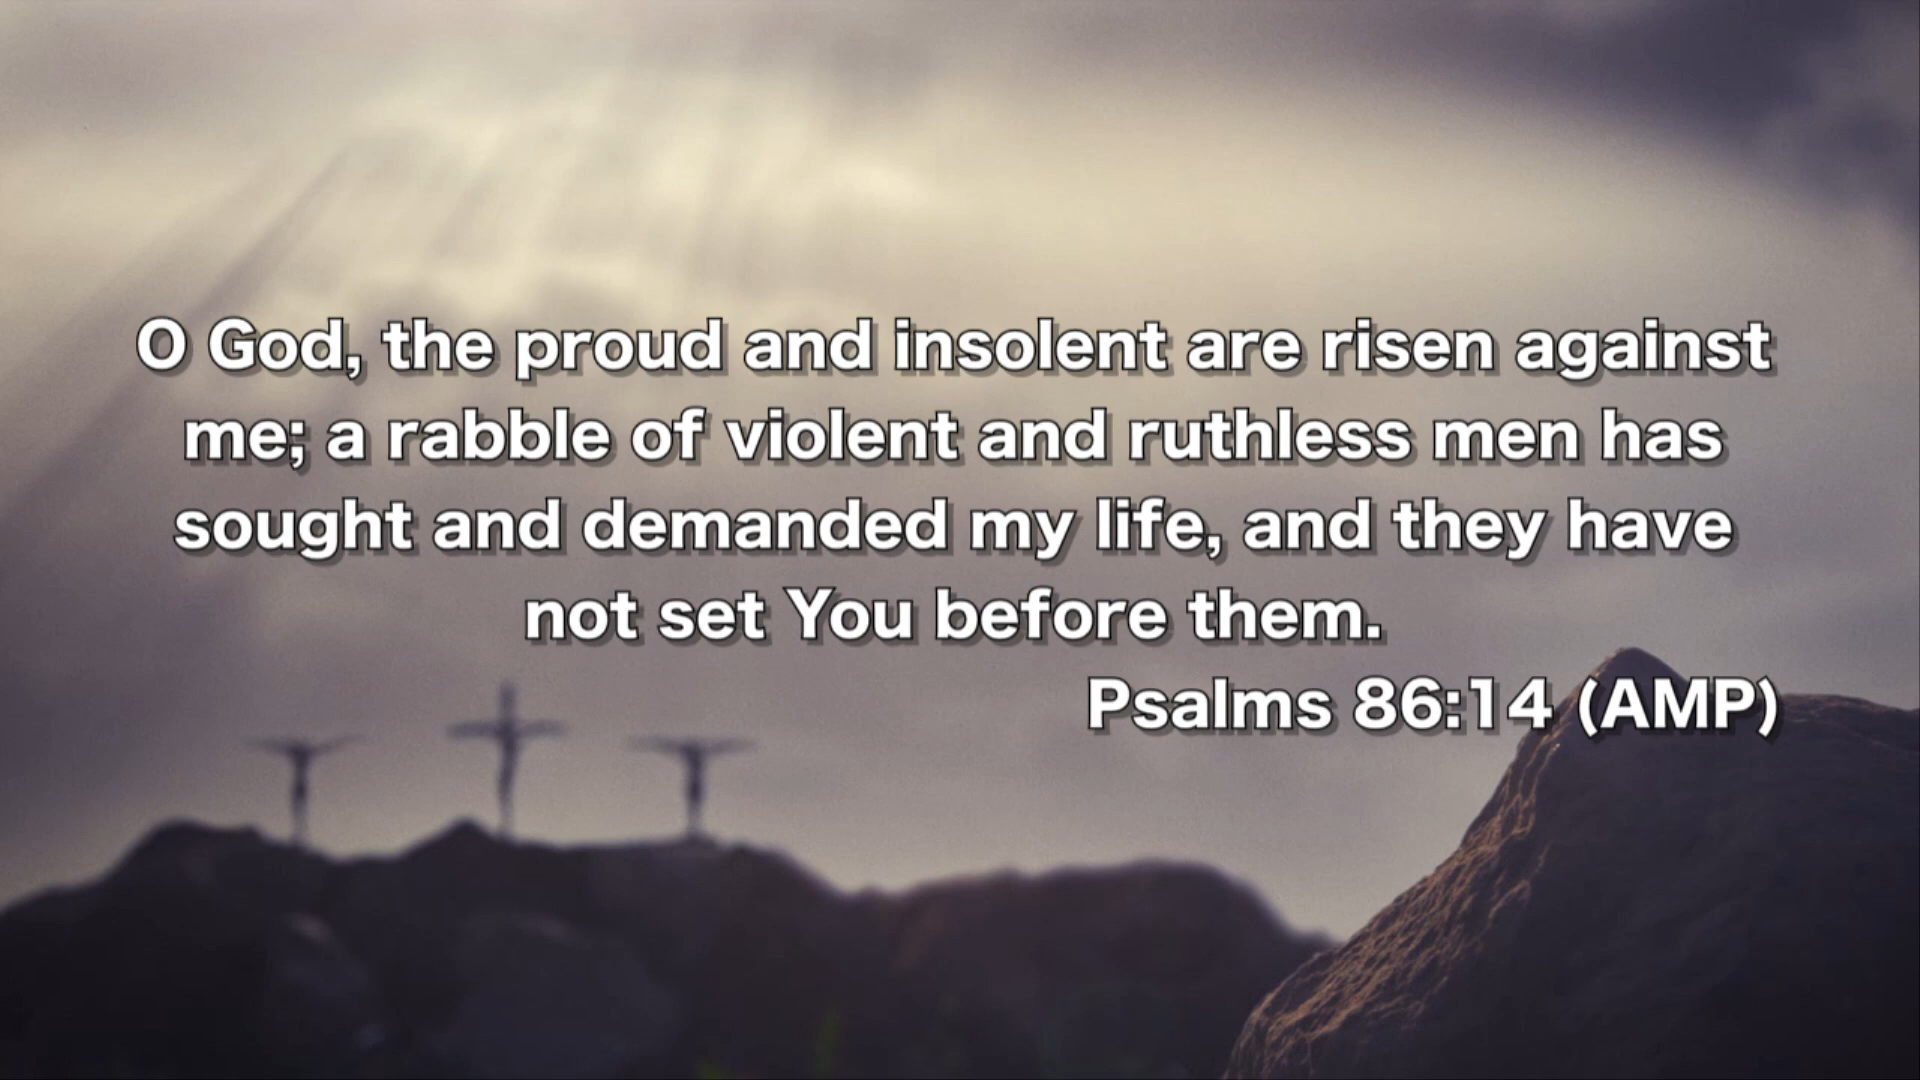 O God, the proud and insolent are risen against
me; a rabble of violent and ruthless men has
sought and demanded my life, and they have
not set You before them.
Psalms 86:14 (AMP)